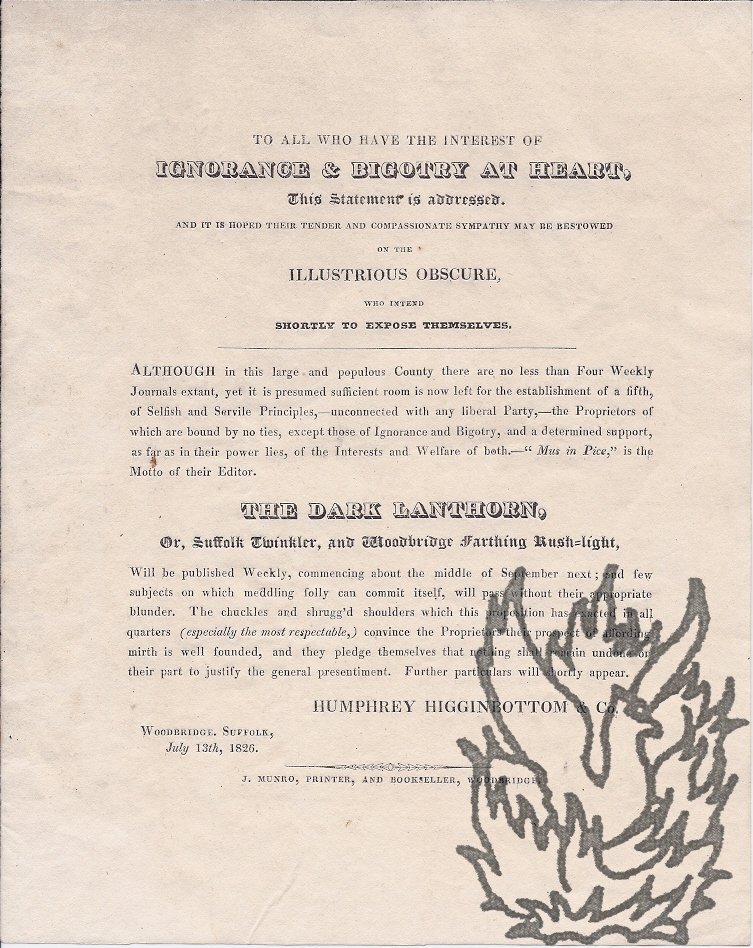 TO ALL WHO HAVE THE INTEREST OF
IGNORANCE & BIGOTRY AT HEART,
This Statement is addressed.
AND IT IS HOPED THEIR TENDER AND COMPASSIONATE SYMPATHY MAY BE BESTOWED
ON THE
ILLUSTRIOUS OBSCURE,
WHO INTEND
SHORTLY TO EXPOSE THEMSELVES.
ALTHOUGH in this large and populous County there are no less than Four Weekly
Journals extant, yet it is presumed sufficient room is now left for the establishment of a fifth,
of Selfish and Servile Principles,—unconnected with any liberal Party,—the Proprietors of
which are bound by no ties, except those of Ignorance and Bigotry, and a determined support,
as far as in their power lies, of the Interests and Welfare of both.—“ Mus in Pice,” is the
Motto of their Editor.
THE DARK LANTHORN,
Or, Suffolk Twinkler, and Woodbridge Farthing Rush=light,
Will be published Weekly, commencing about the middle of September next; and few
subjects on which meddling folly can commit itself, will pass without their appropriate
blunder. The chuckles and shrugg'd shoulders which this proposition has exacted in all
quarters (especially the most respectable,) convince the Proprietors their prospect of affording
mirth is well founded, and they pledge themselves that nothing shall remain undone on
their part to justify the general presentiment. Further particulars will shortly appear.
HUMPHREY HIGGINBOTTOM & Co.
WOODBRIDGE. SUFFOLK,
July 13th, 1826.
J. MUNRO, PRINTER, AND BOOKSELLER, WOODBRIDGE.